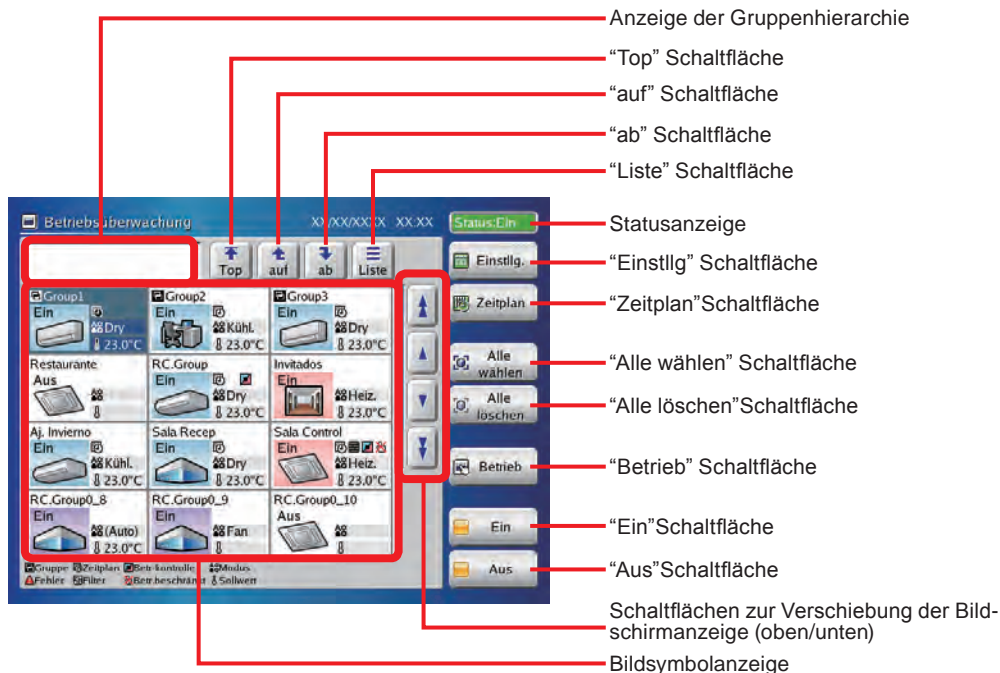 Anzeige der Gruppenhierarchie
“Top” Schaltfläche
“auf” Schaltfläche
“ab” Schaltfläche
“Liste” Schaltfläche
Betriebsüberwachung XX/XX/XXXX XX:XX Status:Ein
Statusanzeige
Top auf ab Liste
Einstllg.
“Einstllg” Schaltfläche
Zeitplan
“Zeitplan”Schaltfläche
Alle wählen
“Alle wählen” Schaltfläche
Alle löschen
“Alle löschen”Schaltfläche
Betrieb
“Betrieb” Schaltfläche
Ein
“Ein”Schaltfläche
Aus
“Aus”Schaltfläche
Group1 Group2 Group3
Ein Ein Ein
Dry Kühl. Dry
23.0°C 23.0°C 23.0°C
Restaurante RC.Group Invitados
Aus Ein Ein
Dry Heiz.
23.0°C 23.0°C
Aj. Invierno Sala Recep Sala Control
Ein Ein Ein
Kühl. Dry Heiz.
23.0°C 23.0°C 23.0°C
RC.Group0_8 RC.Group0_9 RC.Group0_10
Ein Ein Aus
(Auto) Fan
23.0°C
Gruppe Zeitplan Betr-kontrolle Modus
Fehler Filter Betr.beschränkt Sollwert
Schaltflächen zur Verschiebung der Bild-
schirmanzeige (oben/unten)
Bildsymbolanzeige